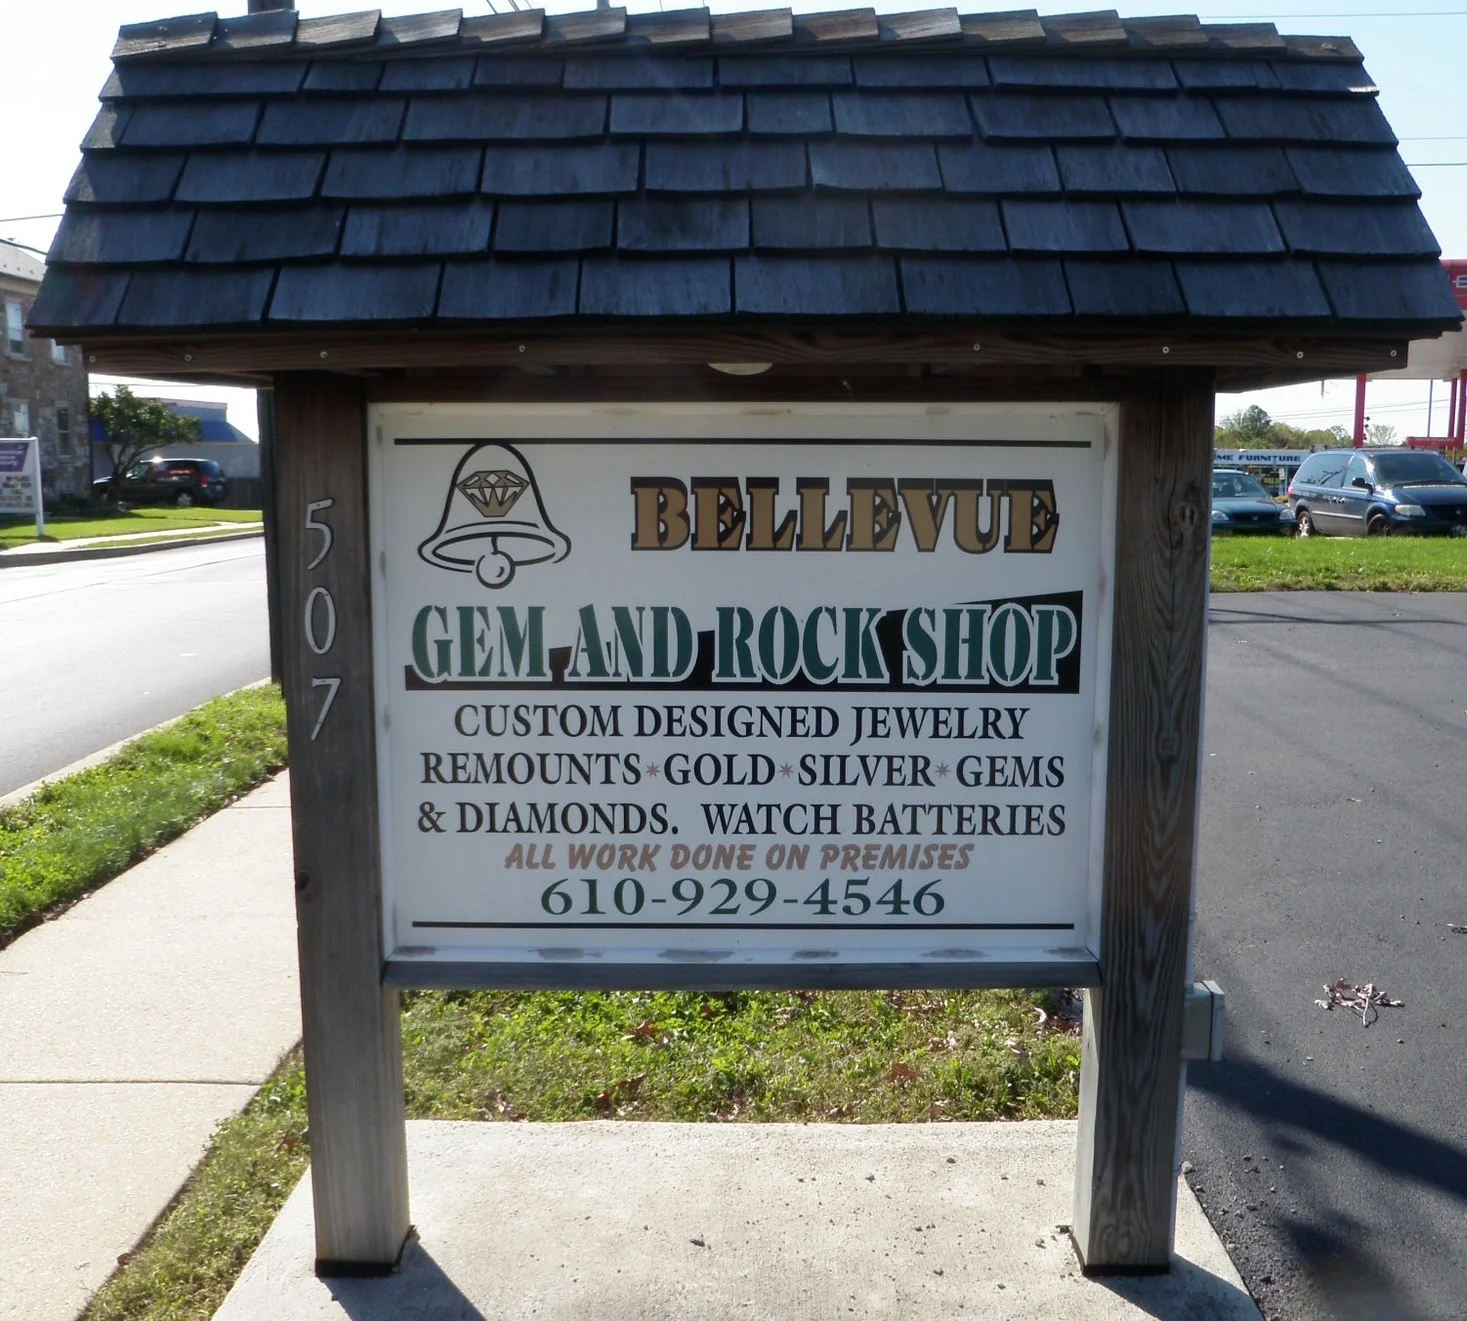 BELLEVUE
GEM AND ROCK SHOP
CUSTOM DESIGNED JEWELRY
REMOUNTS * GOLD * SILVER * GEMS
& DIAMONDS. WATCH BATTERIES
ALL WORK DONE ON PREMISES
610-929-4546
507
FURNITURE